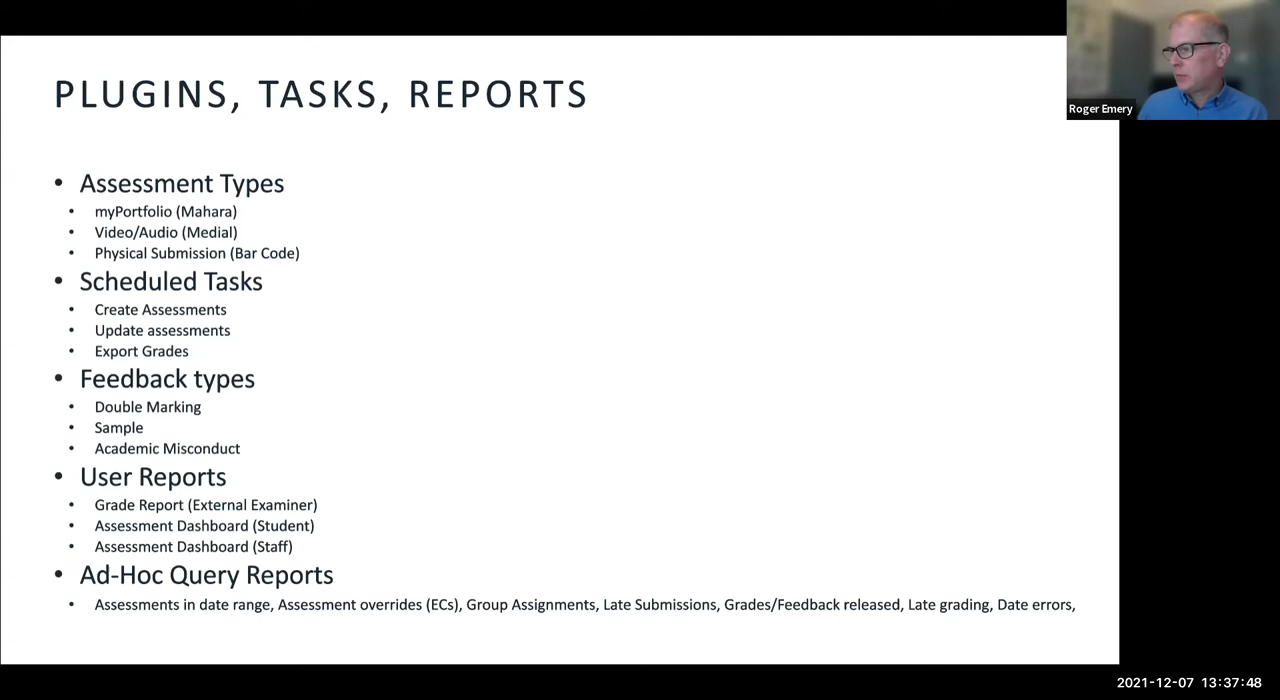 PLUGINS, TASKS, REPORTS
Roger Emery
• Assessment Types
• myPortfolio (Mahara)
• Video/Audio (Medial)
• Physical Submission (Bar Code)
• Scheduled Tasks
• Create Assessments
• Update assessments
• Export Grades
• Feedback types
• Double Marking
• Sample
• Academic Misconduct
• User Reports
• Grade Report (External Examiner)
• Assessment Dashboard (Student)
• Assessment Dashboard (Staff)
• Ad-Hoc Query Reports
• Assessments in date range, Assessment overrides (ECs), Group Assignments, Late Submissions, Grades/Feedback released, Late grading, Date errors,
2021-12-07 13:37:48